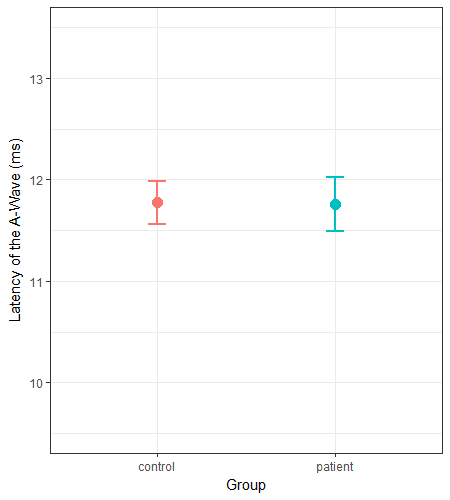 Latency of the A-Wave (ms)
13
12
11
10
control patient
Group